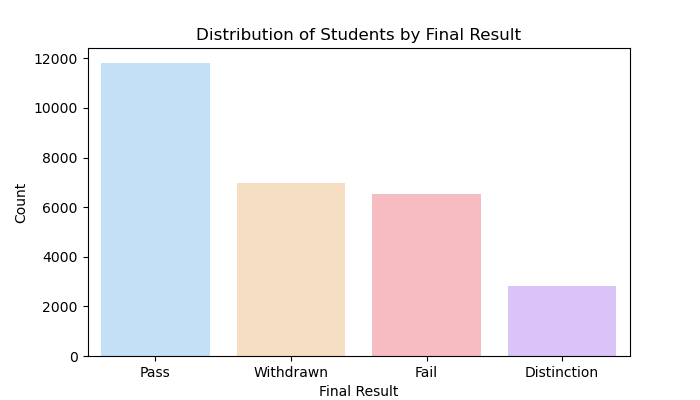 Distribution of Students by Final Result
12000
10000
8000
6000
4000
2000
0
Count
Pass
Withdrawn
Fail
Distinction
Final Result